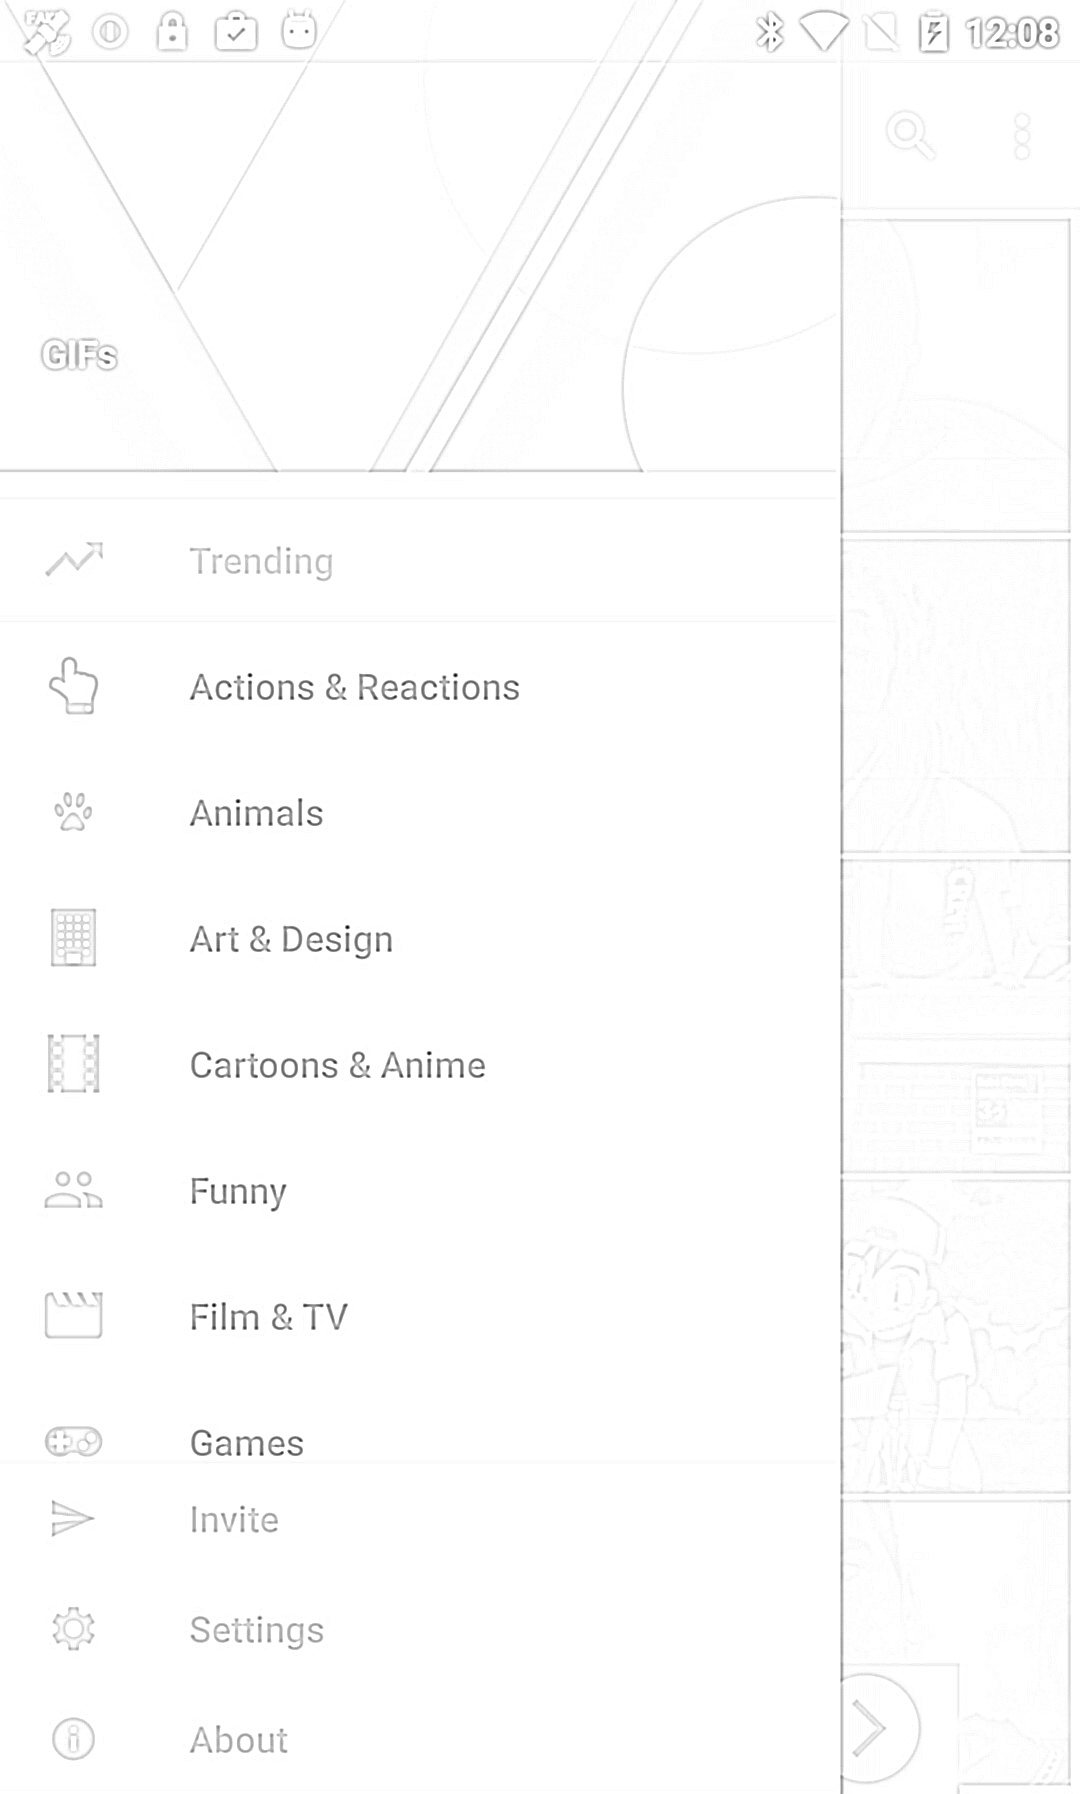 12:08
GIFs
Trending
Actions & Reactions
Animals
Art & Design
Cartoons & Anime
Funny
Film & TV
Games
Invite
Settings
About